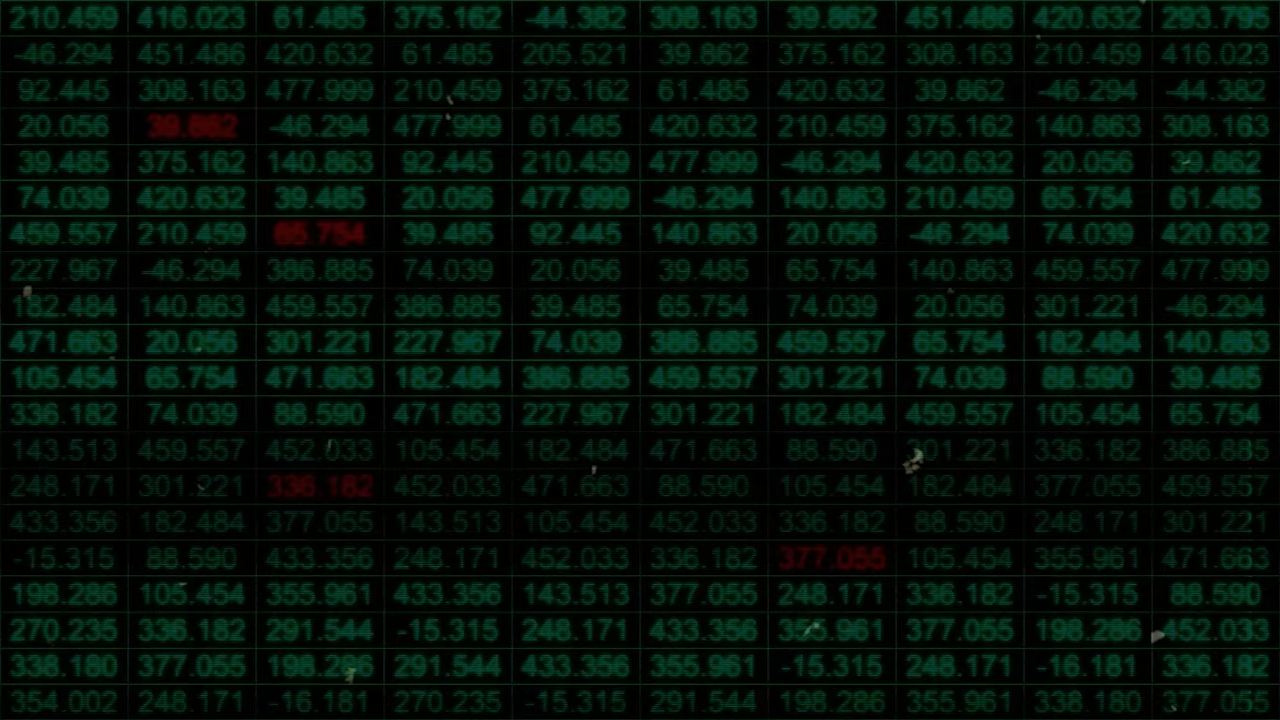 210.459 416.023 61.485 375.162 -44.382 308.163 39.862 451.486 420.632 293.795
-46.294 451.486 420.632 61.485 205.521 39.862 375.162 308.163 210.459 416.023
92.445 308.163 477.999 210.459 375.162 61.485 420.632 39.862 -46.294 -44.382
20.056 39.862 -46.294 477.999 61.485 420.632 210.459 375.162 140.863 308.163
39.485 375.162 140.863 92.445 210.459 477.999 -46.294 420.632 20.056 39.862
74.039 420.632 39.485 20.056 477.999 -46.294 140.863 210.459 65.754 61.485
459.557 210.459 65.754 39.485 92.445 140.863 20.056 -46.294 74.039 420.632
227.967 -46.294 386.885 74.039 20.056 39.485 65.754 140.863 459.557 477.999
182.484 140.863 459.557 386.885 39.485 65.754 74.039 20.056 301.221 -46.294
471.663 20.056 301.221 227.967 74.039 386.885 459.557 65.754 182.484 140.863
105.454 65.754 471.663 182.484 386.885 459.557 301.221 74.039 88.590 39.485
336.182 74.039 88.590 471.663 227.967 301.221 182.484 459.557 105.454 65.754
143.513 459.557 452.033 105.454 182.484 471.663 88.590 301.221 336.182 386.885
248.171 301.221 336.182 452.033 471.663 88.590 105.454 182.484 377.055 459.557
433.356 182.484 377.055 143.513 105.454 452.033 336.182 88.590 248.171 301.221
-15.315 88.590 433.356 248.171 452.033 336.182 377.055 105.454 355.961 471.663
198.286 105.454 355.961 433.356 143.513 377.055 248.171 336.182 -15.315 88.590
270.235 336.182 291.544 -15.315 248.171 433.356 355.961 377.055 198.286 452.033
338.180 377.055 198.286 291.544 433.356 355.961 -15.315 248.171 -16.181 336.182
354.002 248.171 -16.181 270.235 -15.315 291.544 198.286 355.961 338.180 377.055